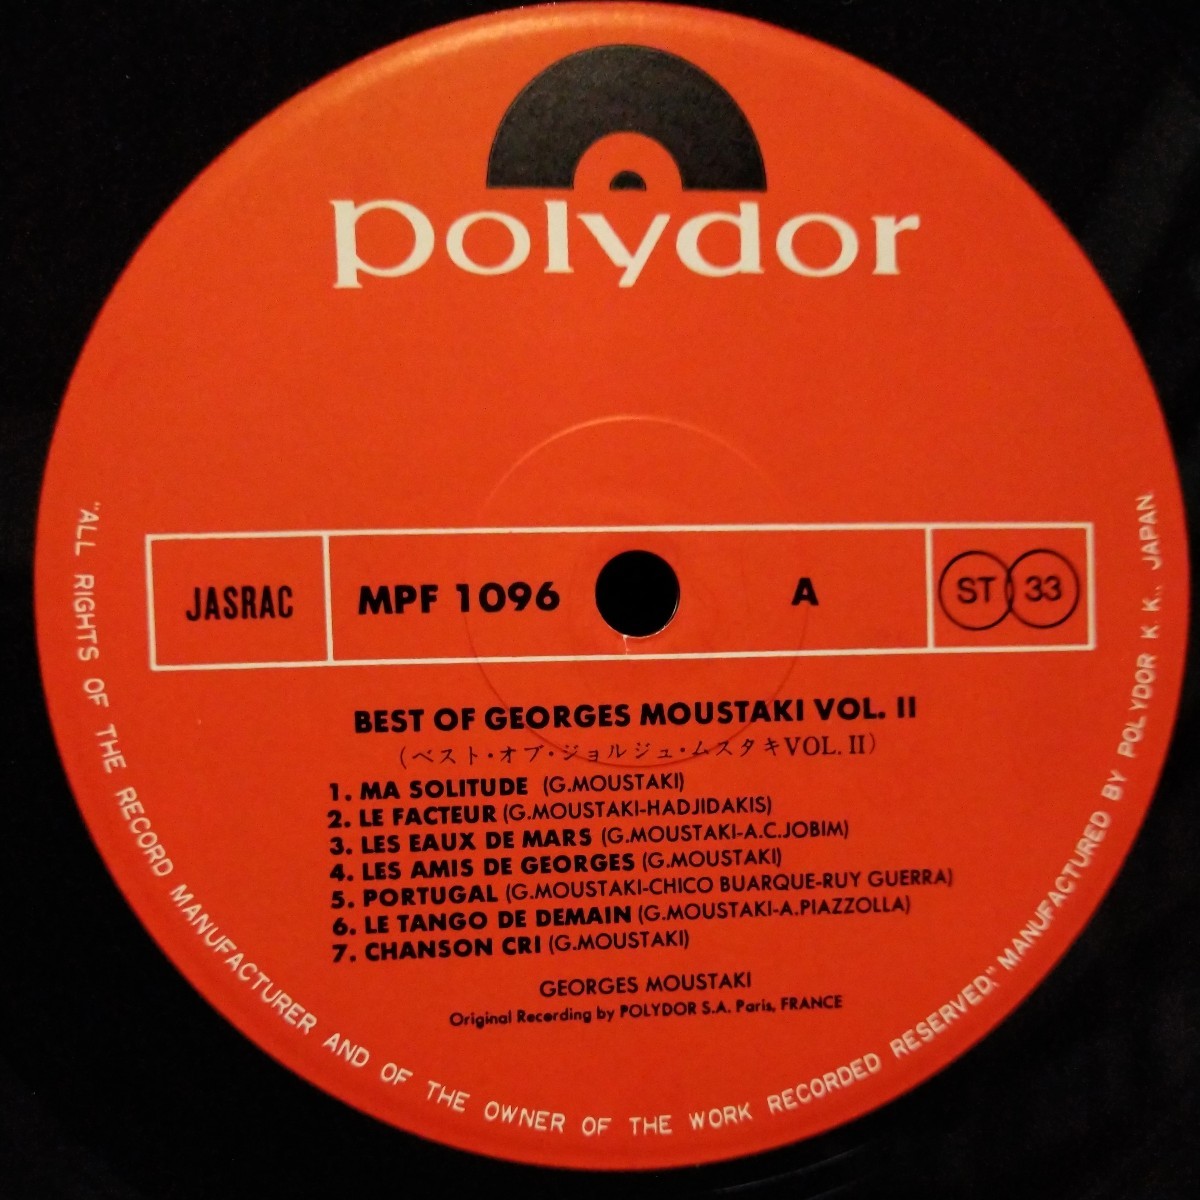 polydor
JASRAC
MPF 1096
A
ST 33
BEST OF GEORGES MOUSTAKI VOL. II
(ベスト・オブ・ジョルジュ・ムスタキVOL. II)
1. MA SOLITUDE (G.MOUSTAKI)
2. LE FACTEUR (G.MOUSTAKI-HADJIDAKIS)
3. LES EAUX DE MARS (G.MOUSTAKI-A.C.JOBIM)
4. LES AMIS DE GEORGES (G.MOUSTAKI)
5. PORTUGAL (G.MOUSTAKI-CHICO BUARQUE-RUY GUERRA)
6. LE TANGO DE DEMAIN (G.MOUSTAKI-A.PIAZZOLLA)
7. CHANSON CRI (G.MOUSTAKI)
GEORGES MOUSTAKI
Original Recording by POLYDOR S.A. Paris, FRANCE
"ALL RIGHTS OF THE RECORD MANUFACTURER AND OF THE OWNER OF THE WORK RECORDED RESERVED." MANUFACTURED BY POLYDOR K. K., JAPAN